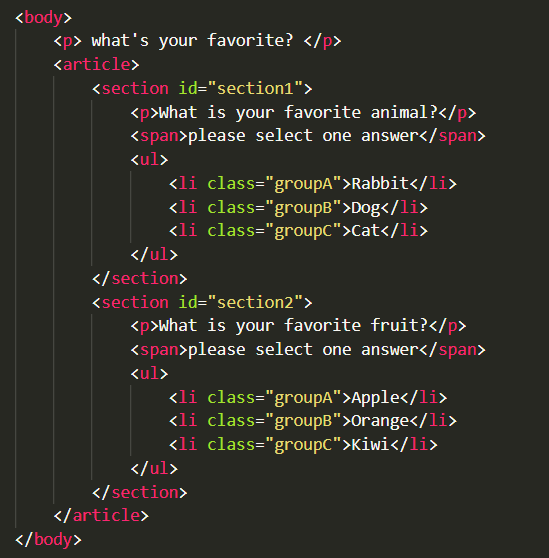 <body>
<p> what's your favorite? </p>
<article>
<section id="section1">
<p>What is your favorite animal?</p>
<span>please select one answer</span>
<ul>
<li class="groupA">Rabbit</li>
<li class="groupB">Dog</li>
<li class="groupC">Cat</li>
</ul>
</section>
<section id="section2">
<p>What is your favorite fruit?</p>
<span>please select one answer</span>
<ul>
<li class="groupA">Apple</li>
<li class="groupB">Orange</li>
<li class="groupC">Kiwi</li>
</ul>
</section>
</article>
</body>